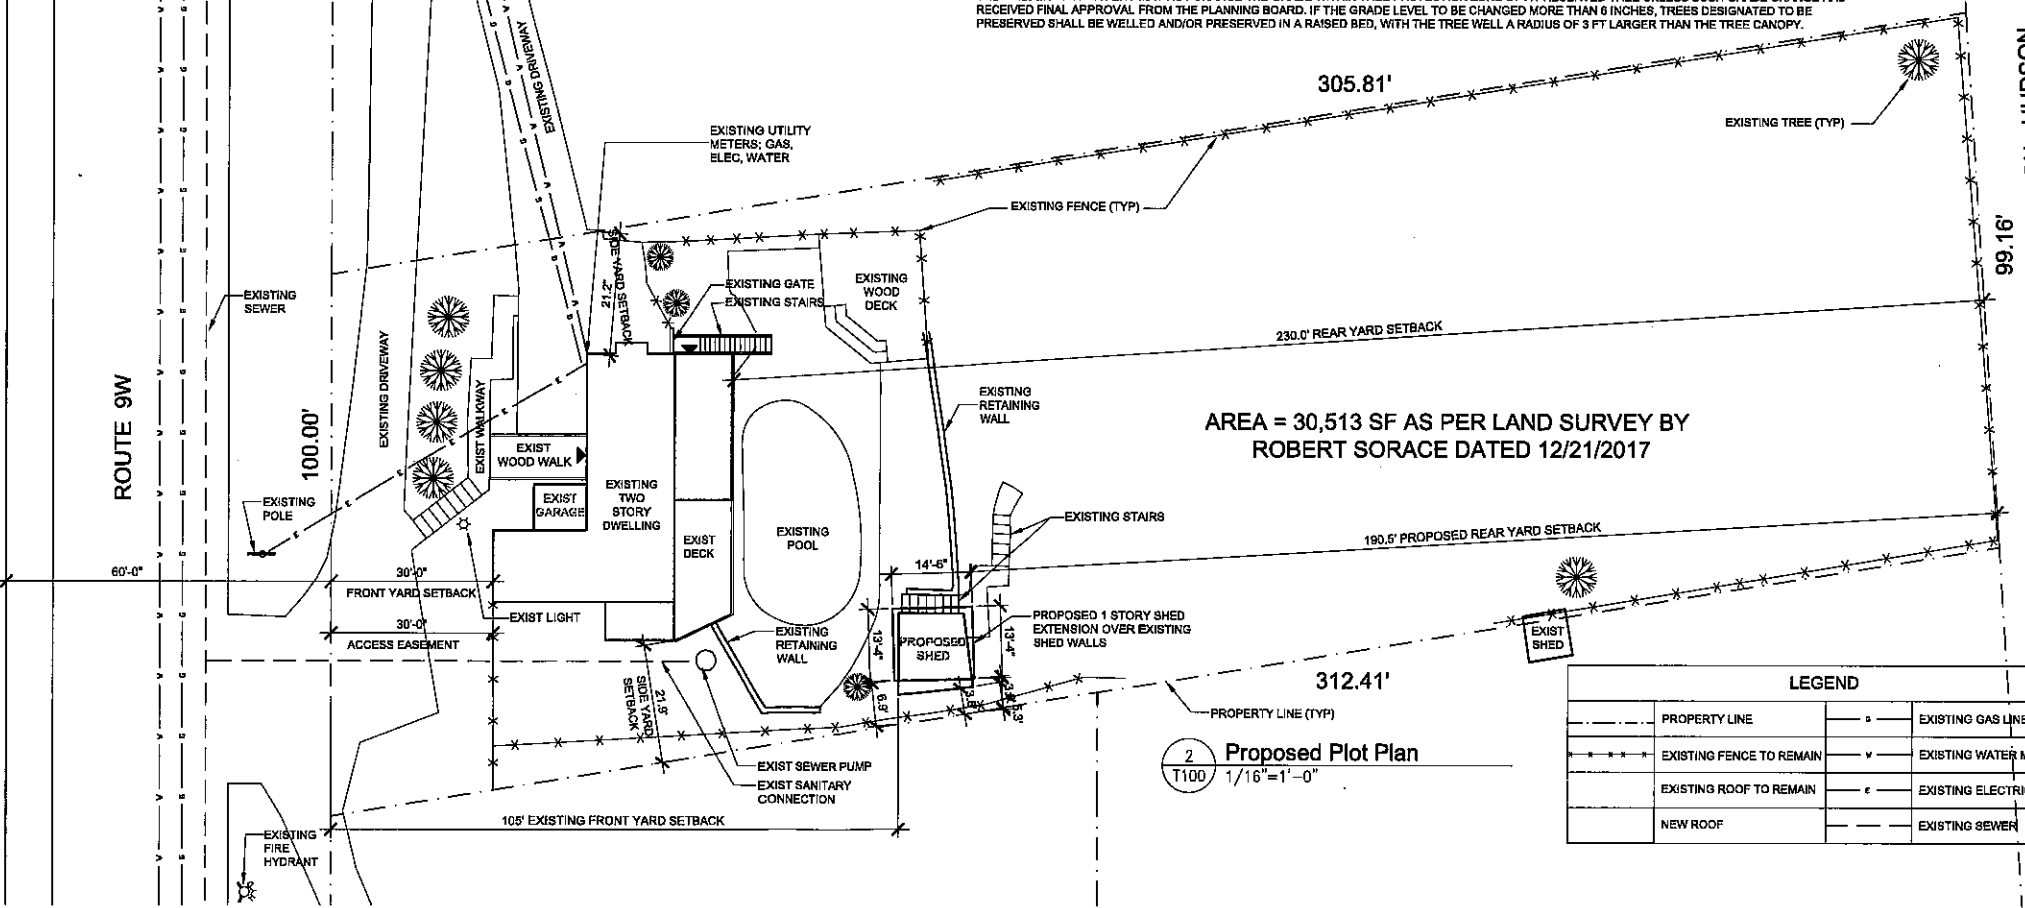 RECEIVED FINAL APPROVAL FROM THE PLANNING BOARD. IF THE GRADE LEVEL TO BE CHANGED MORE THAN 6 INCHES, TREES DESIGNATED TO BE
PRESERVED SHALL BE WELLED AND/OR PRESERVED IN A RAISED BED, WITH THE TREE WELL A RADIUS OF 3 FT LARGER THAN THE TREE CANOPY.
305.81'
EXISTING TREE (TYP)
EXISTING DRIVEWAY
EXISTING UTILITY
METERS; GAS,
ELEC, WATER
EXISTING FENCE (TYP)
99.16'
SIDE YARD SETBACK
21.2'
EXISTING GATE
EXISTING STAIRS
EXISTING
WOOD
DECK
EXISTING
SEWER
230.0' REAR YARD SETBACK
ROUTE 9W
100.00'
EXISTING DRIVEWAY
EXIST WALKWAY
EXIST
WOOD WALK
EXIST
GARAGE
EXISTING
TWO
STORY
DWELLING
EXIST
DECK
EXISTING
POOL
EXISTING
RETAINING
WALL
AREA = 30,513 SF AS PER LAND SURVEY BY
ROBERT SORACE DATED 12/21/2017
EXISTING
POLE
EXISTING STAIRS
190.5' PROPOSED REAR YARD SETBACK
60'-0"
30'-0"
FRONT YARD SETBACK
14'-6"
EXIST LIGHT
30'-0"
ACCESS EASEMENT
EXISTING
RETAINING
WALL
13'-4"
PROPOSED
SHED
13'-4"
PROPOSED 1 STORY SHED
EXTENSION OVER EXISTING
SHED WALLS
EXIST
SHED
21.9'
SIDE YARD
SETBACK
6.9'
3.8'
5.3'
312.41'
PROPERTY LINE (TYP)
EXIST SEWER PUMP
EXIST SANITARY
CONNECTION
2
T100
Proposed Plot Plan
1/16"=1'-0"
105' EXISTING FRONT YARD SETBACK
EXISTING
FIRE
HYDRANT
LEGEND
PROPERTY LINE
EXISTING GAS LINE
EXISTING FENCE TO REMAIN
EXISTING WATER
EXISTING ROOF TO REMAIN
NEW ROOF
EXISTING SEWER